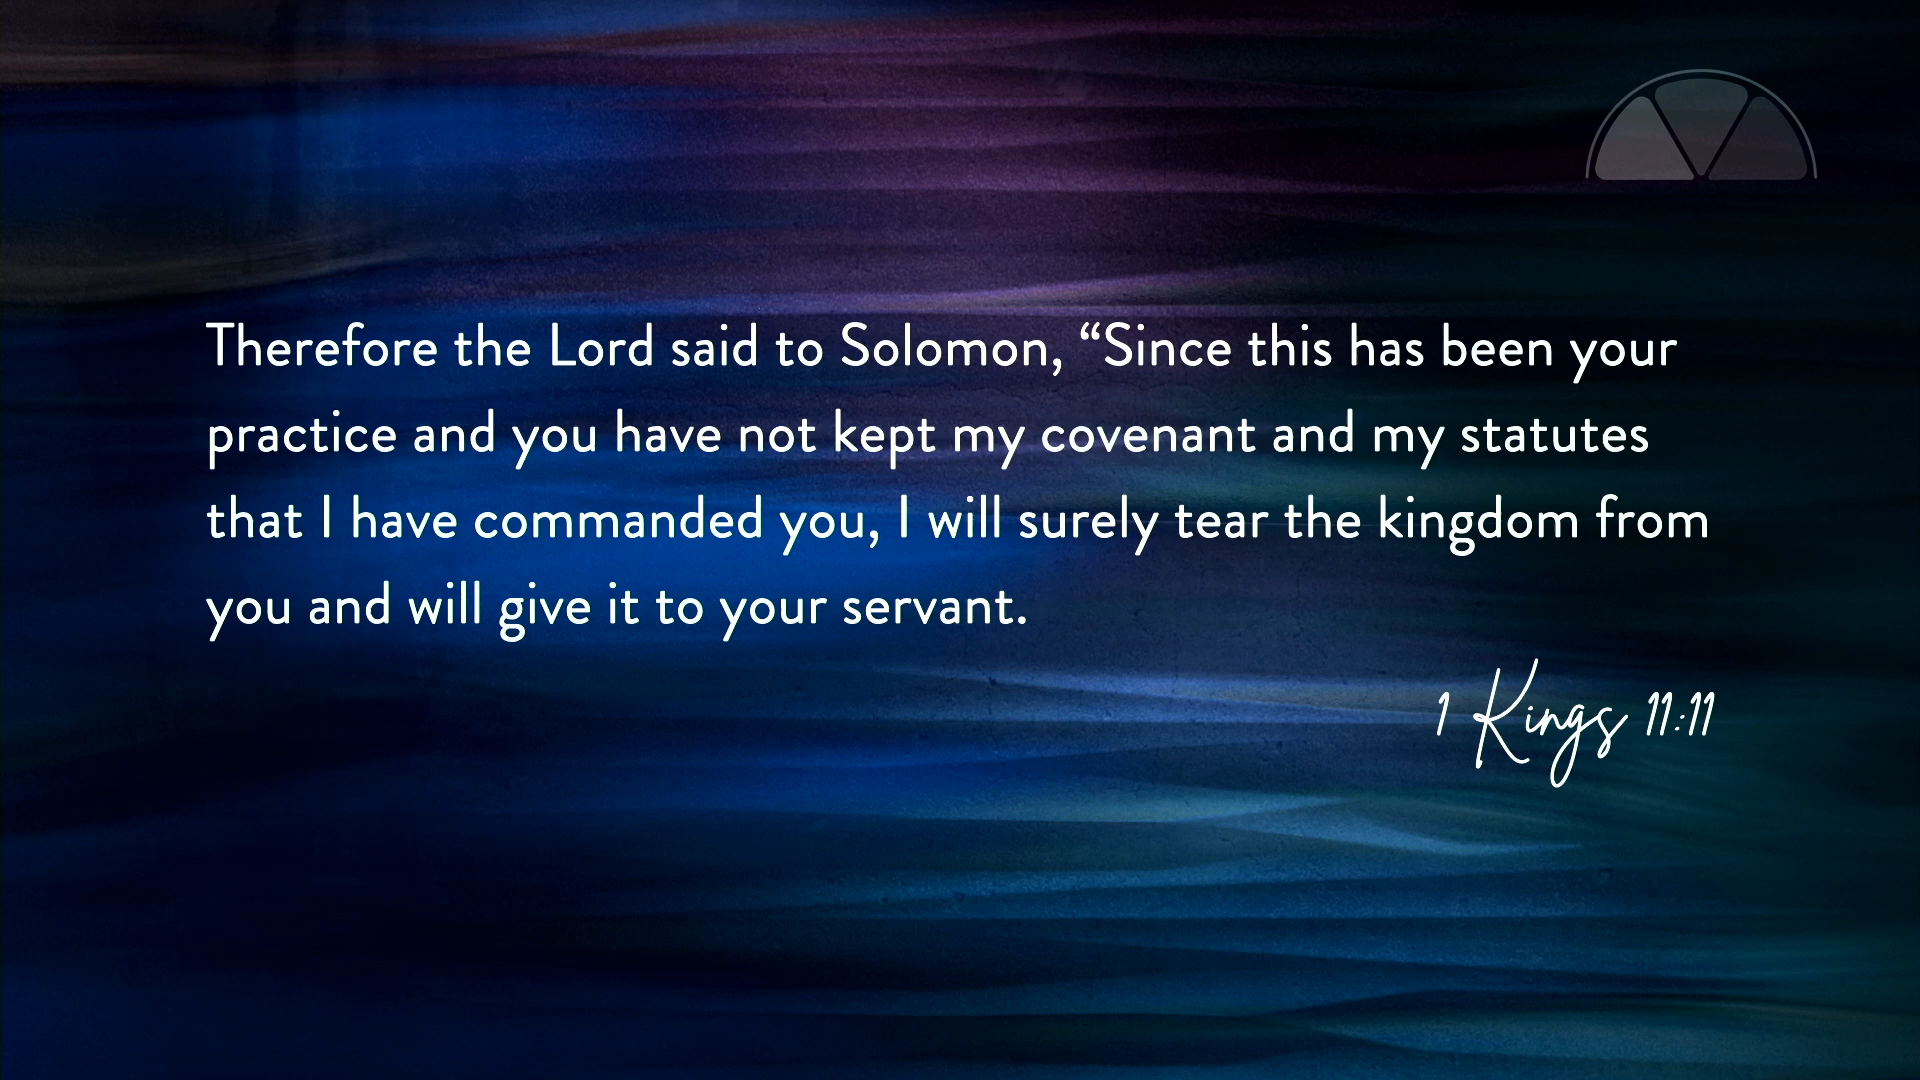 Therefore the Lord said to Solomon, “Since this has been your
practice and you have not kept my covenant and my statutes
that I have commanded you, I will surely tear the kingdom from
you and will give it to your servant.
1 Kings 11:11